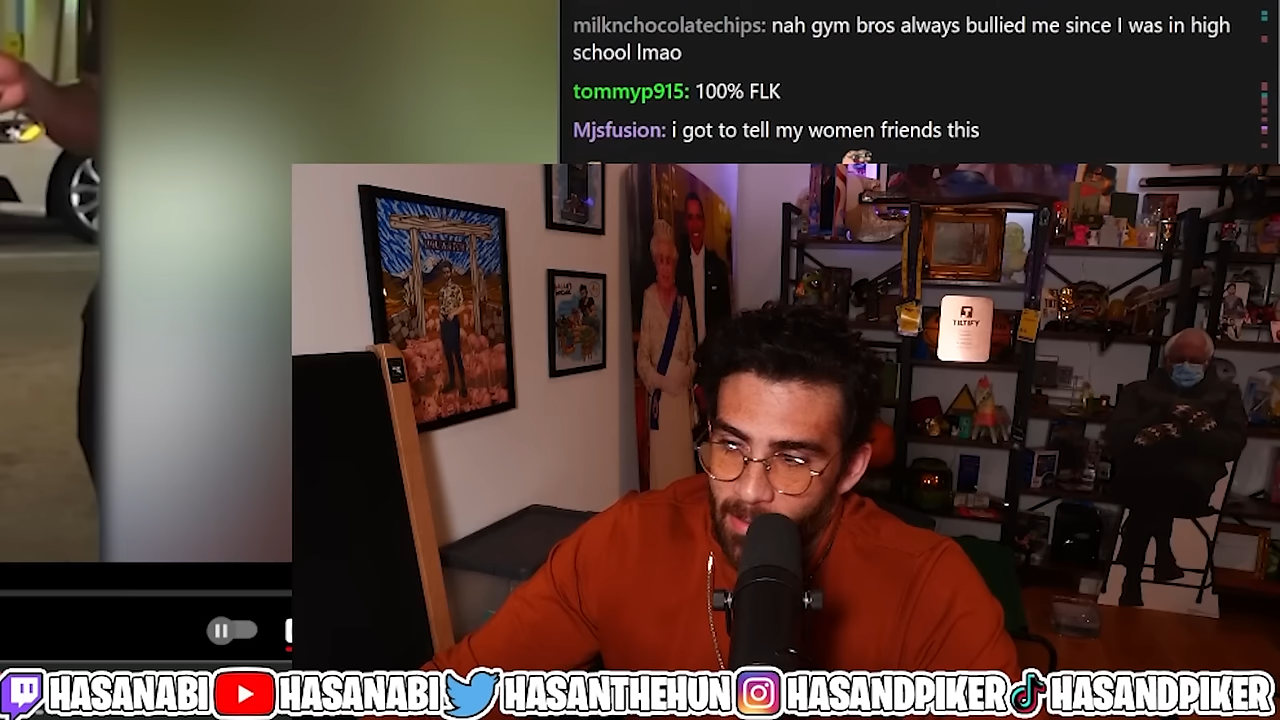 milknchocolatechips: nah gym bros always bullied me since I was in high
school lmao
tommyp915: 100% FLK
Mjsfusion: i got to tell my women friends this
TILTIFY
HASANABI HASANABI HASANTHEHUN HASANDPIKER HASANDPIKER